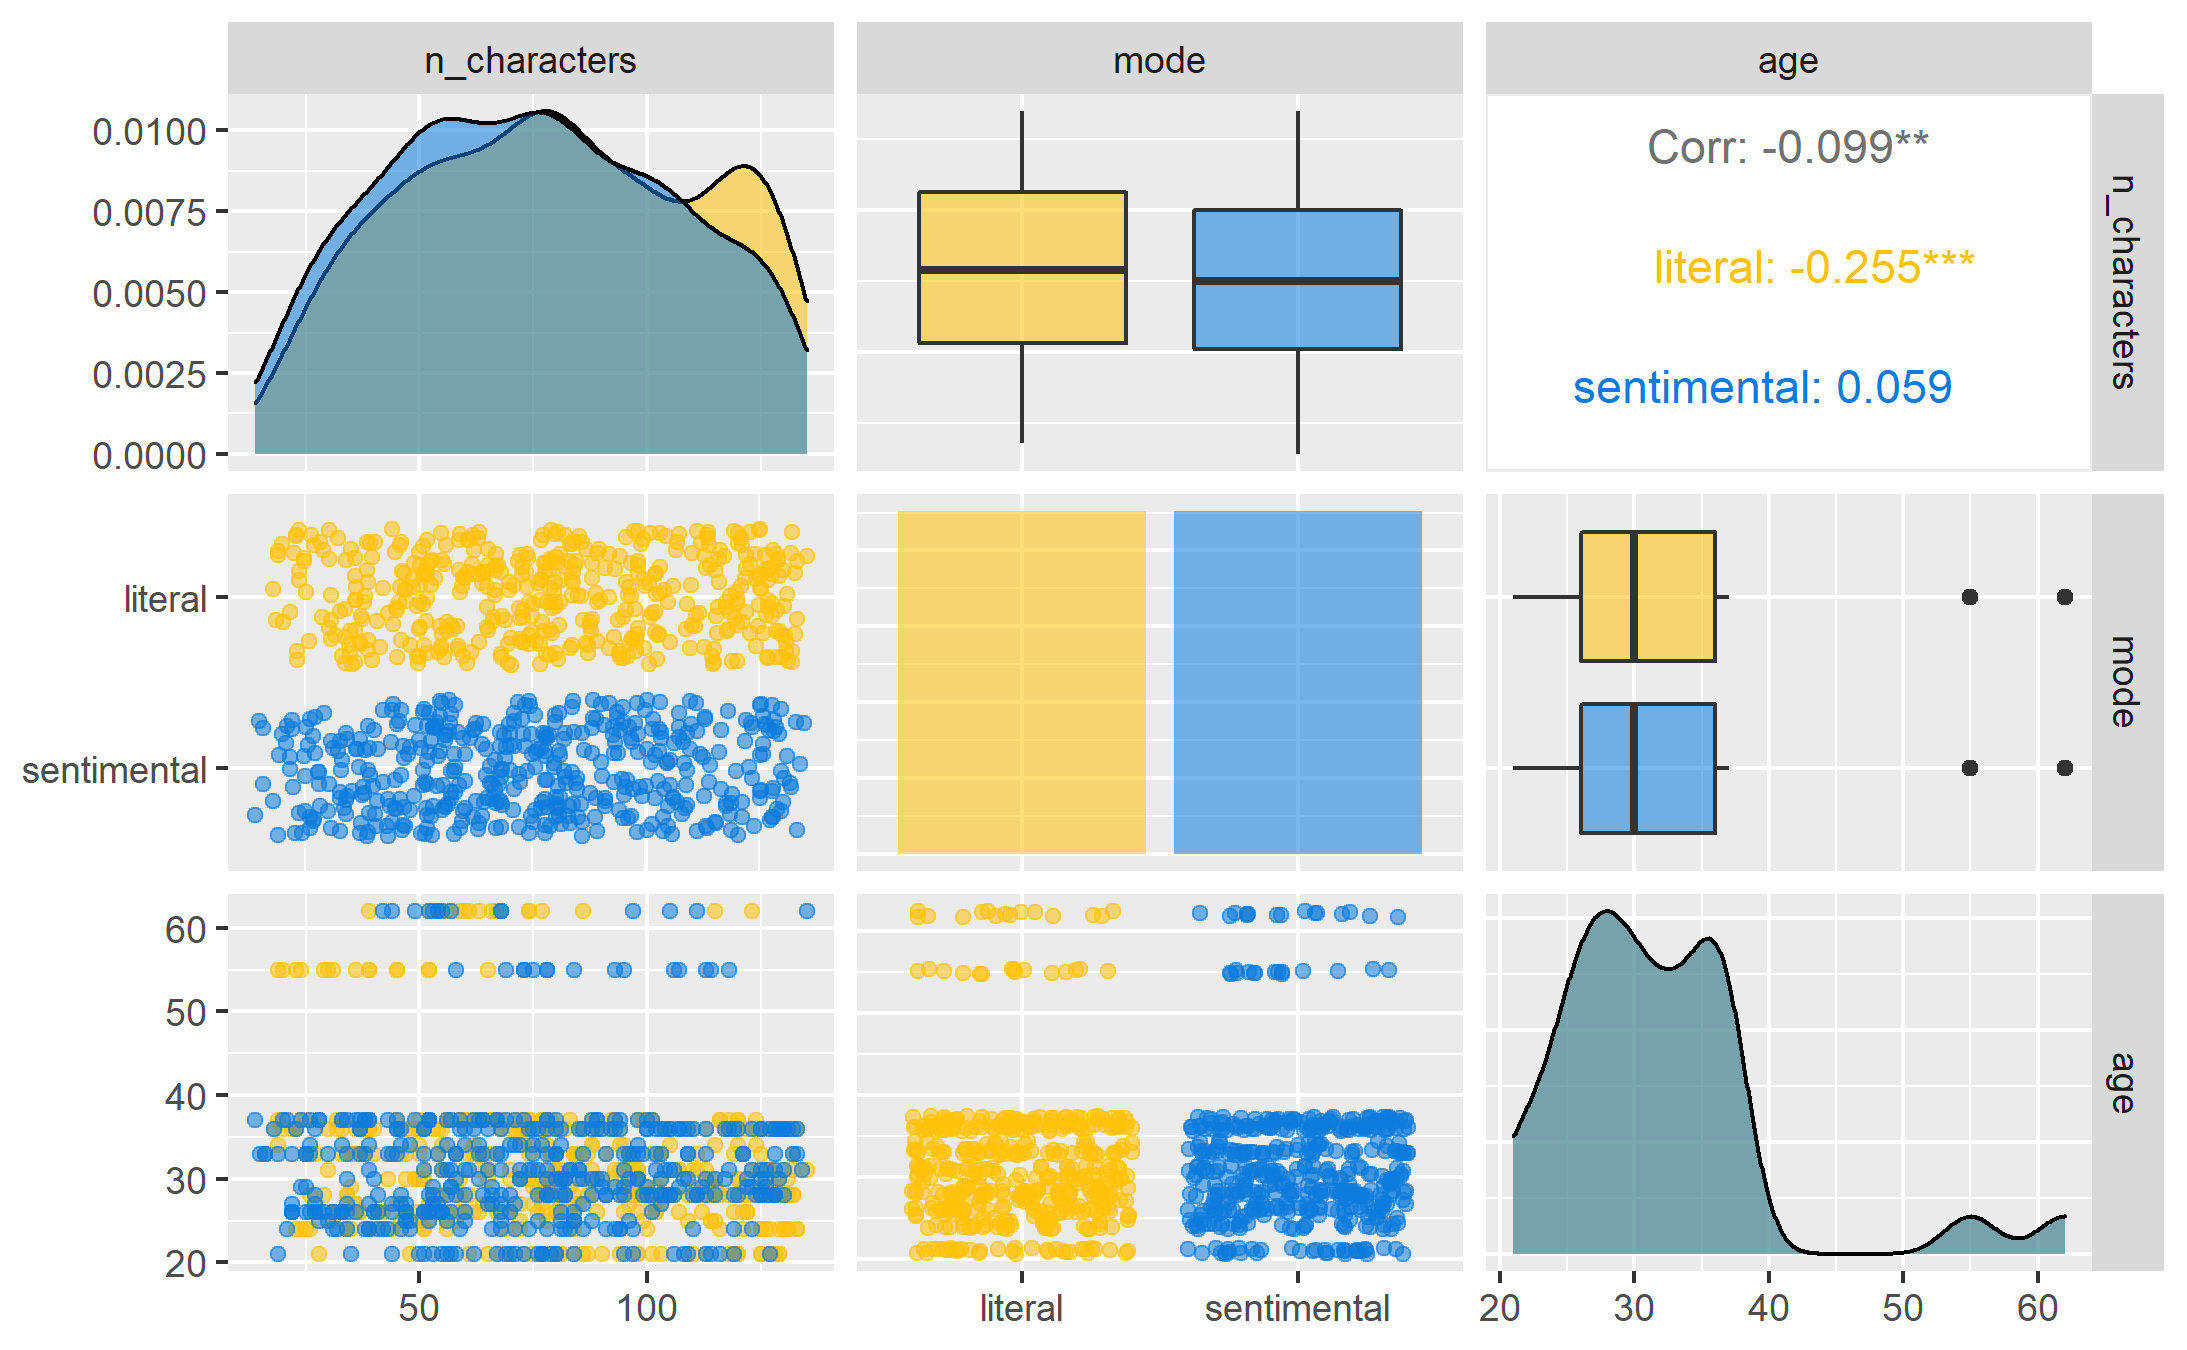 n_characters
mode
age
0.0100
0.0075
0.0050
0.0025
0.0000
Corr: -0.099**
literal: -0.255***
sentimental: 0.059
n_characters
literal
sentimental
mode
60
50
40
30
20
age
50
100
literal
sentimental
20
30
40
50
60